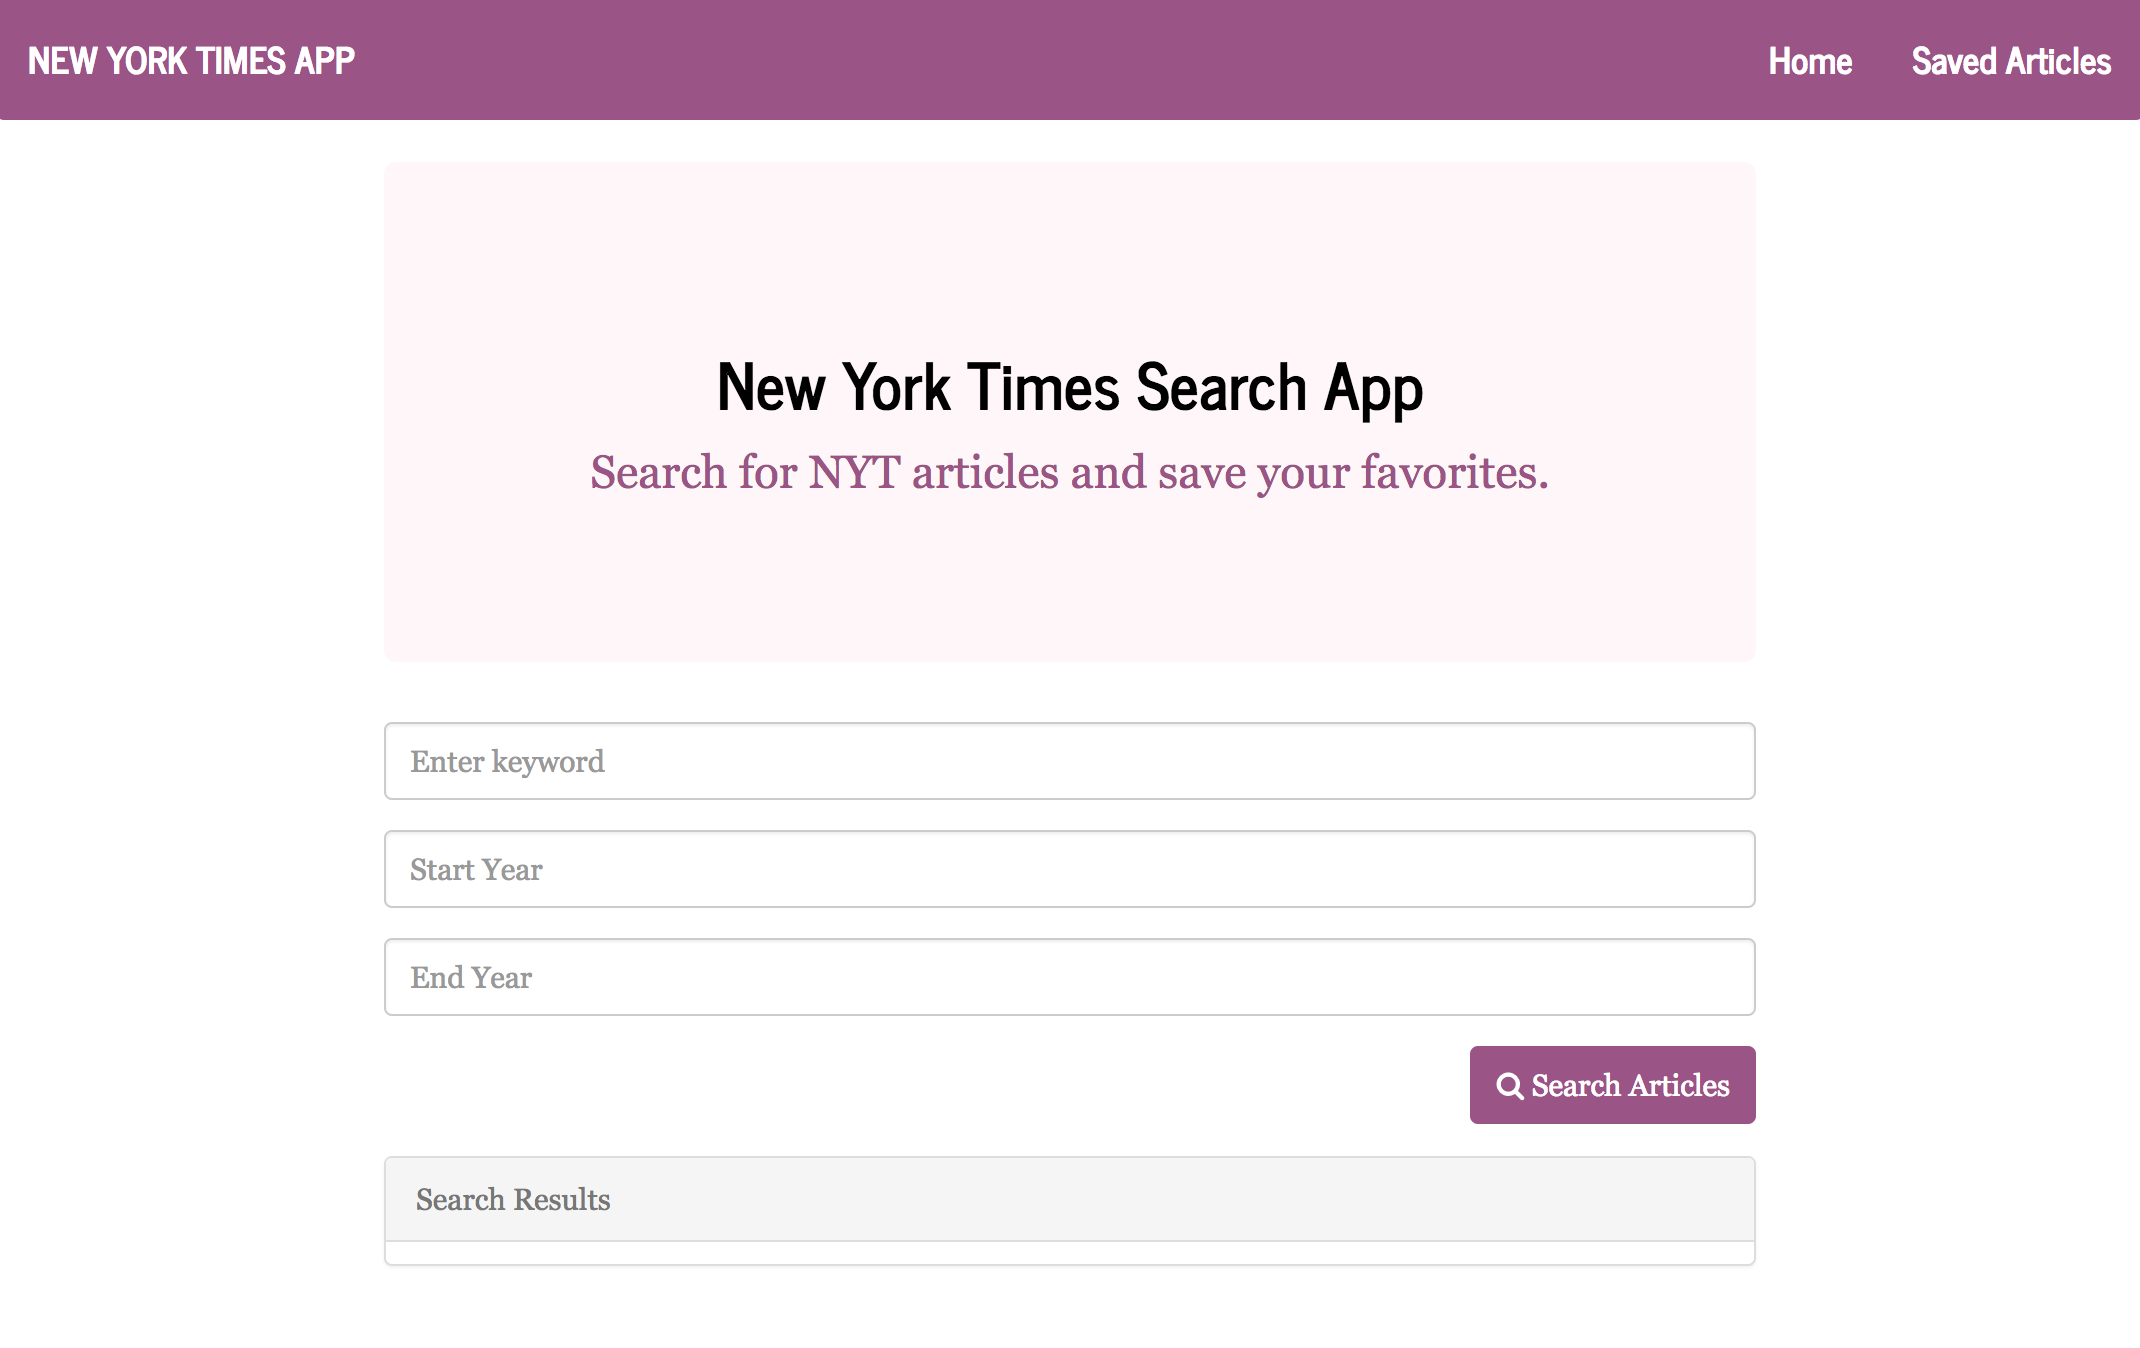 NEW YORK TIMES APP
Home
Saved Articles
New York Times Search App
Search for NYT articles and save your favorites.
Enter keyword
Start Year
End Year
Search Articles
Search Results